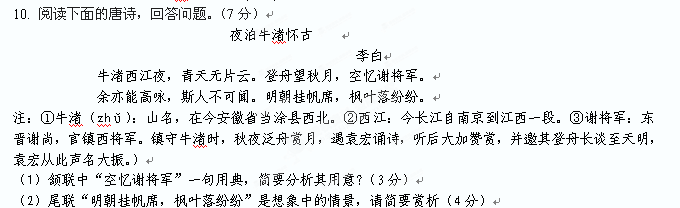 10. 阅读下面的唐诗，回答问题。（7 分）
夜泊牛渚怀古
李白
牛渚西江夜，青天无片云。登舟望秋月，空忆谢将军。
余亦能高咏，斯人不可闻。明朝挂帆席，枫叶落纷纷。
注：①牛渚（zhǔ）：山名，在今安徽省当涂县西北。②西江：今长江自南京到江西一段。③谢将军：东
晋谢尚，官镇西将军。镇守牛渚时，秋夜泛舟赏月，遇袁宏诵诗，听后大加赞赏，并邀其登舟长谈至天明，
袁宏从此声名大振。）
（1）颔联中“空忆谢将军”一句用典，简要分析其用意？（3 分）
（2）尾联“明朝挂帆席，枫叶落纷纷”是想象中的情景，请简要赏析（4 分）